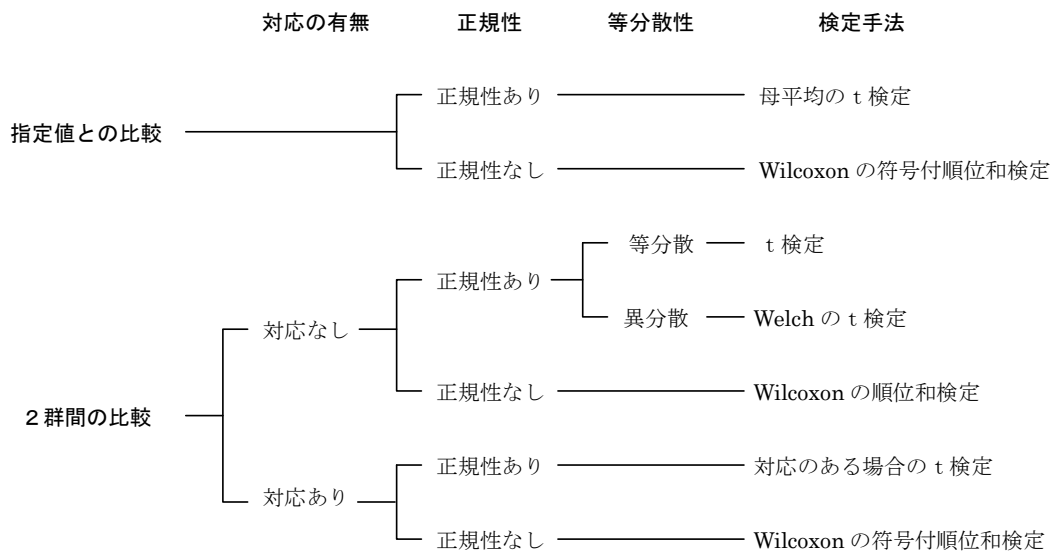 対応の有無 正規性 等分散性 検定手法
正規性あり 母平均の t 検定
指定値との比較
正規性なし Wilcoxon の符号付順位和検定
等分散 t 検定
正規性あり
異分散 Welch の t 検定
対応なし
正規性なし Wilcoxon の順位和検定
2 群間の比較
正規性あり 対応のある場合の t 検定
対応あり
正規性なし Wilcoxon の符号付順位和検定